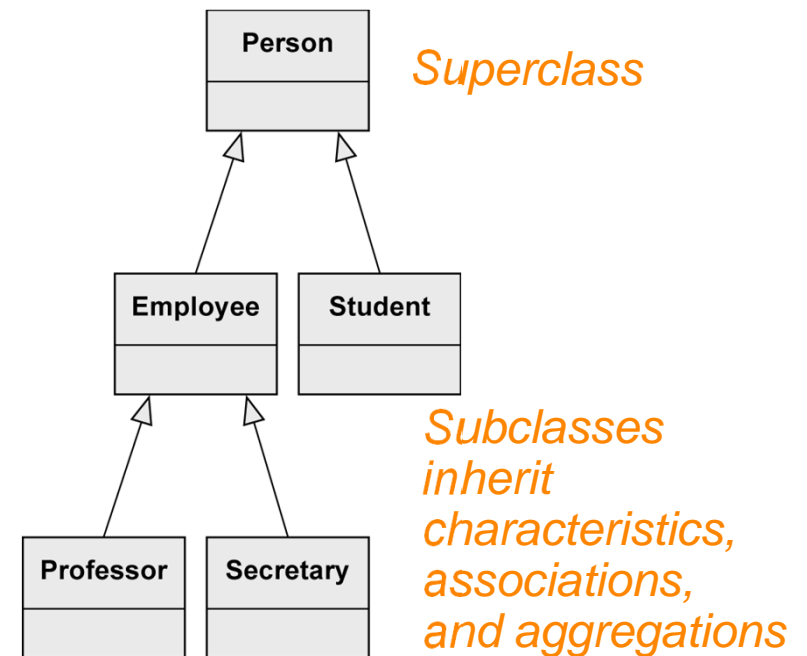 Person
Superclass
Employee
Student
Subclasses
inherit
characteristics,
associations,
and aggregations
Professor
Secretary